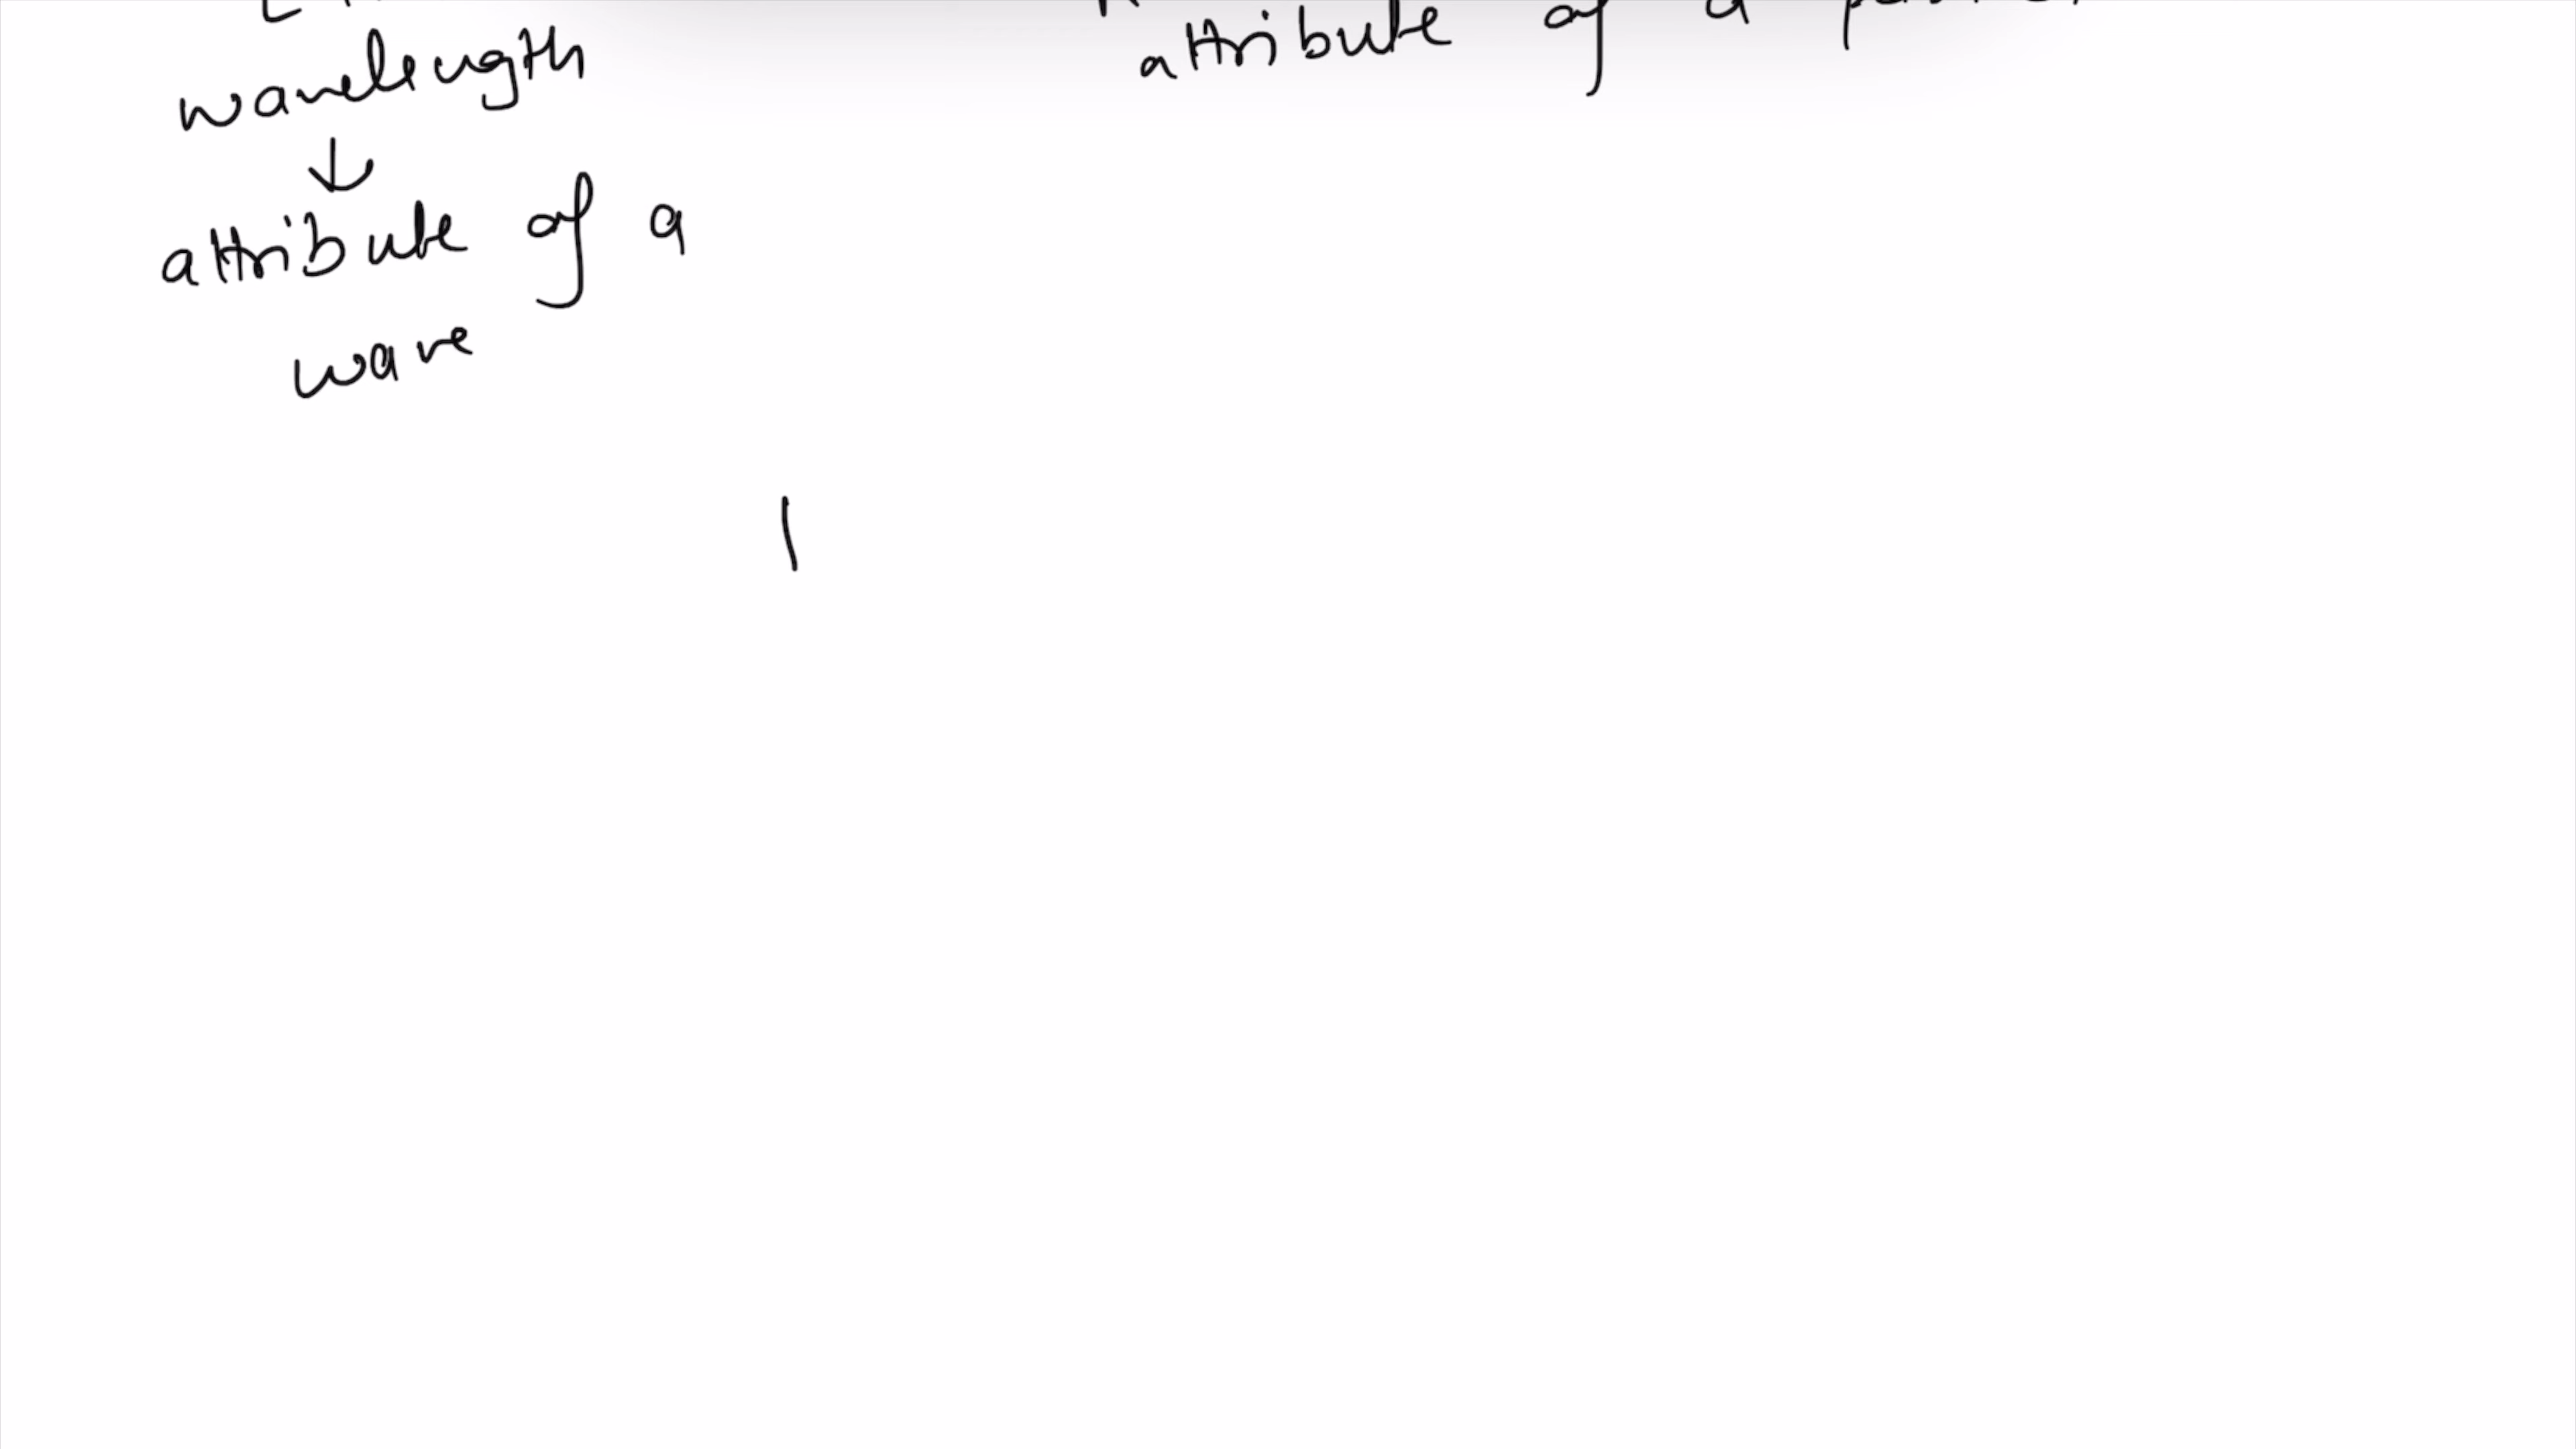 wavelength
↓
attribute of a
wave
attribute of a